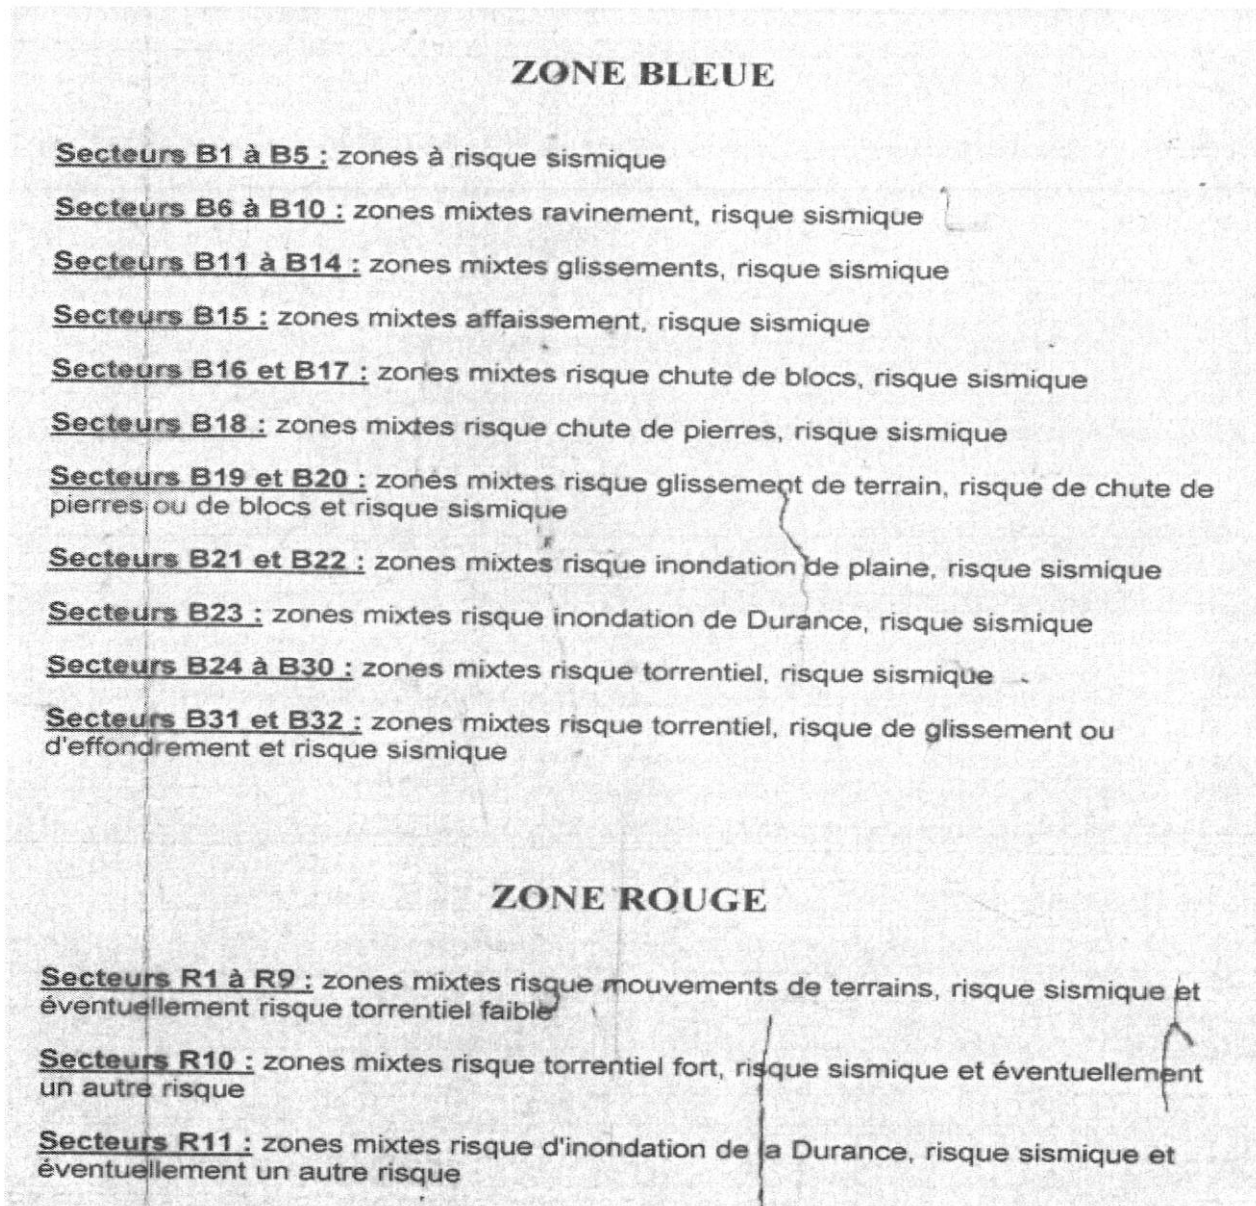 ZONE BLEUE
Secteurs B1 à B5 : zones à risque sismique
Secteurs B6 à B10 : zones mixtes ravinement, risque sismique
Secteurs B11 à B14 : zones mixtes glissements, risque sismique
Secteurs B15 : zones mixtes affaissement, risque sismique
Secteurs B16 et B17 : zones mixtes risque chute de blocs, risque sismique
Secteurs B18 : zones mixtes risque chute de pierres, risque sismique
Secteurs B19 et B20 : zones mixtes risque glissement de terrain, risque de chute de
pierres ou de blocs et risque sismique
Secteurs B21 et B22 : zones mixtes risque inondation de plaine, risque sismique
Secteurs B23 : zones mixtes risque inondation de Durance, risque sismique
Secteurs B24 à B30 : zones mixtes risque torrentiel, risque sismique
Secteurs B31 et B32 : zones mixtes risque torrentiel, risque de glissement ou
d'effondrement et risque sismique
ZONE ROUGE
Secteurs R1 à R9 : zones mixtes risque mouvements de terrains, risque sismique et
éventuellement risque torrentiel faible
Secteurs R10 : zones mixtes risque torrentiel fort, risque sismique et éventuellement
un autre risque
Secteurs R11 : zones mixtes risque d'inondation de la Durance, risque sismique et
éventuellement un autre risque